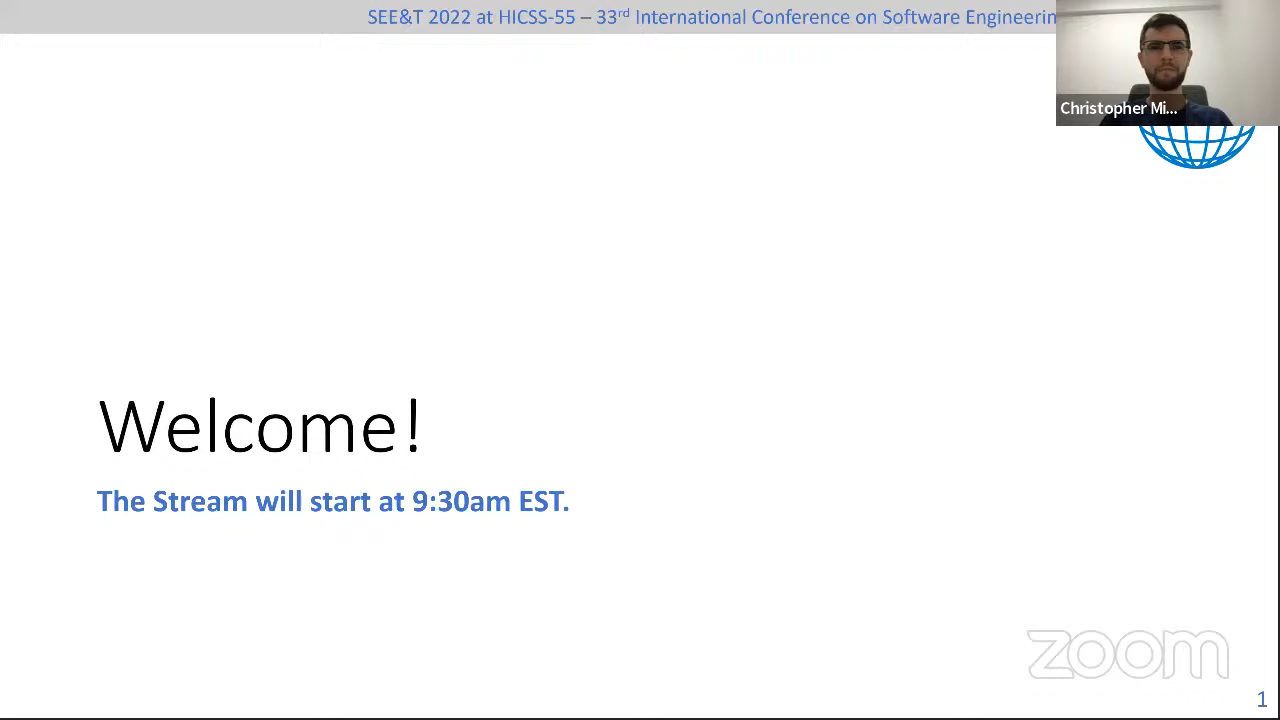 SEE&T 2022 at HICSS-55 – 33rd International Conference on Software Engineerin
Christopher Mi...
Welcome!
The Stream will start at 9:30am EST.
zoom
1